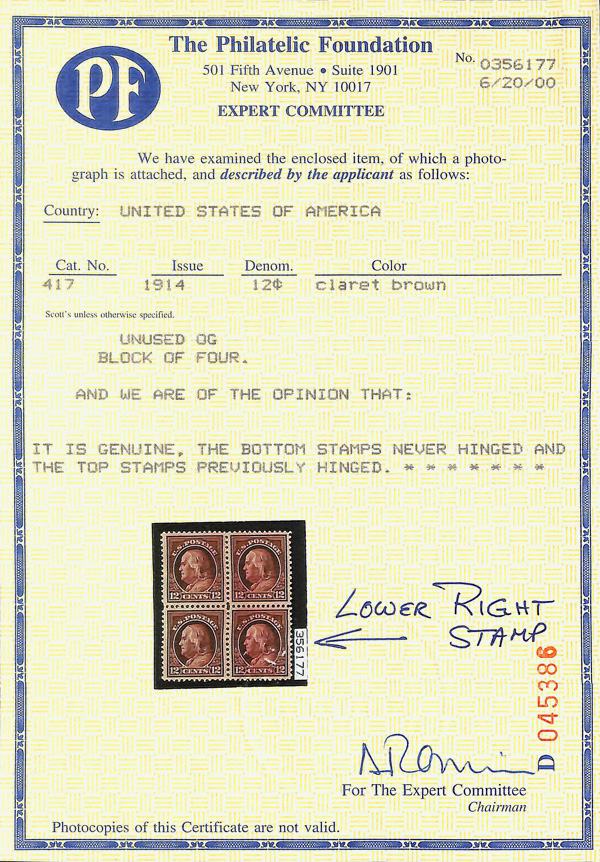 PF
The Philatelic Foundation
501 Fifth Avenue • Suite 1901
New York, NY 10017
EXPERT COMMITTEE
No. 0356177
6/20/00
We have examined the enclosed item, of which a photo-
graph is attached, and described by the applicant as follows:
Country: UNITED STATES OF AMERICA
Cat. No. Issue Denom. Color
417 1914 12¢ claret brown
Scott's unless otherwise specified.
UNUSED OG
BLOCK OF FOUR.
AND WE ARE OF THE OPINION THAT:
IT IS GENUINE, THE BOTTOM STAMPS NEVER HINGED AND
THE TOP STAMPS PREVIOUSLY HINGED. * * * * * * *
U.S. POSTAGE U.S. POSTAGE
12 CENTS 12 12 CENTS 12
U.S. POSTAGE U.S. POSTAGE
12 CENTS 12 12 CENTS 12
356177
LOWER RIGHT
STAMP
D 045386
For The Expert Committee
Chairman
Photocopies of this Certificate are not valid.